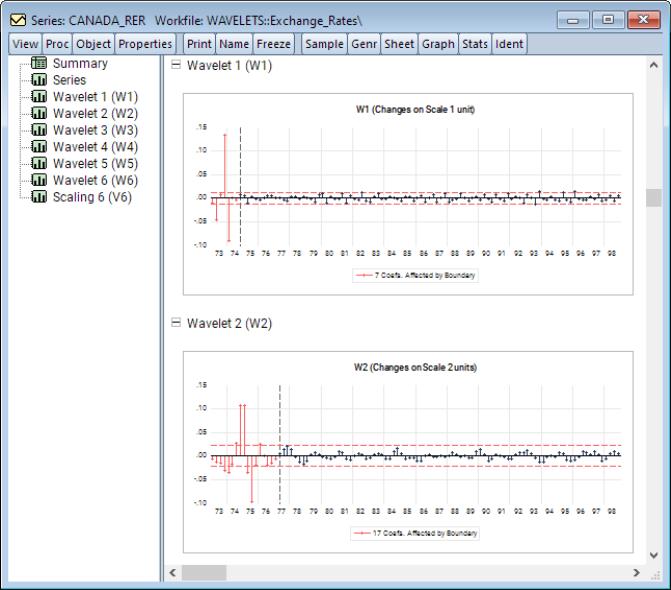 Series: CANADA_RER Workfile: WAVELETS::Exchange_Rates\
View Proc Object Properties Print Name Freeze Sample Genr Sheet Graph Stats Ident
Summary
Series
Wavelet 1 (W1)
Wavelet 2 (W2)
Wavelet 3 (W3)
Wavelet 4 (W4)
Wavelet 5 (W5)
Wavelet 6 (W6)
Scaling 6 (V6)
Wavelet 1 (W1)
W1 (Changes on Scale 1 unit)
.15
.10
.05
.00
-.05
-.10
73 74 75 76 77 78 79 80 81 82 83 84 85 86 87 88 89 90 91 92 93 94 95 96 97 98
7 Coefs. Affected by Boundary
Wavelet 2 (W2)
W2 (Changes on Scale 2 units)
.15
.10
.05
.00
-.05
-.10
73 74 75 76 77 78 79 80 81 82 83 84 85 86 87 88 89 90 91 92 93 94 95 96 97 98
17 Coefs. Affected by Boundary